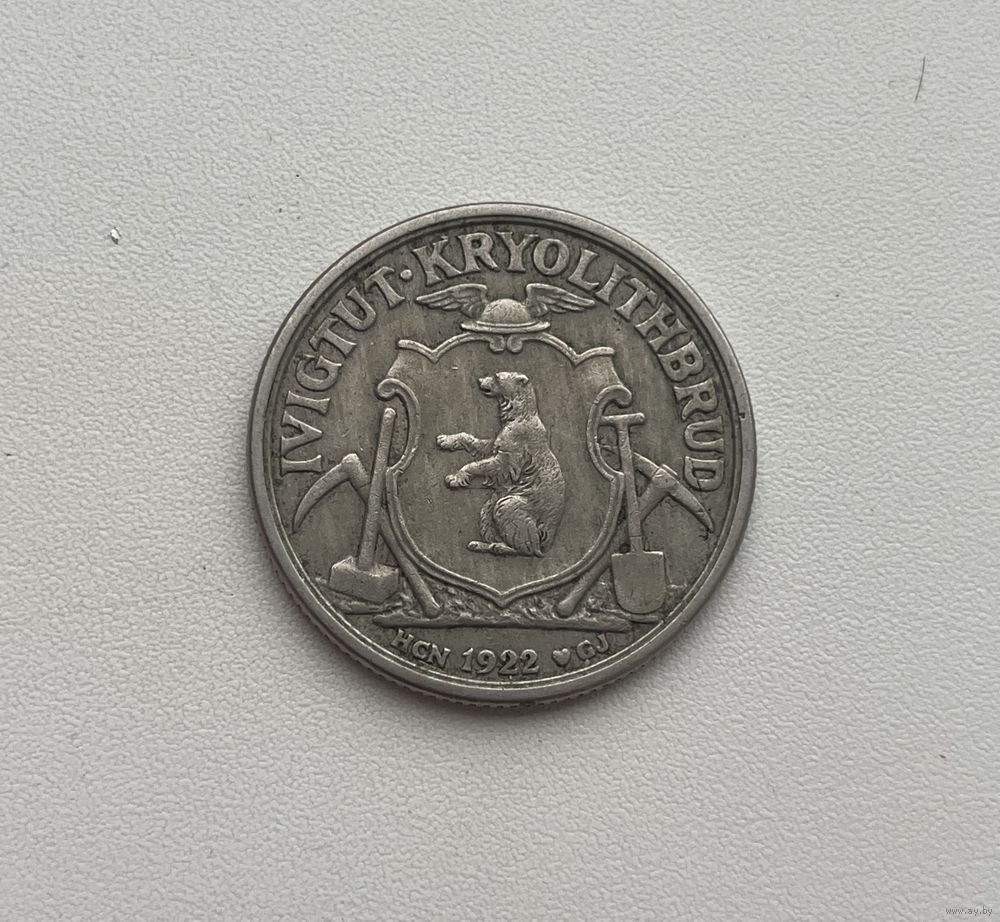 IVIGTUT · KRYOLITHBRUD
HCN 1922 ♥ GJ
www.ay.by